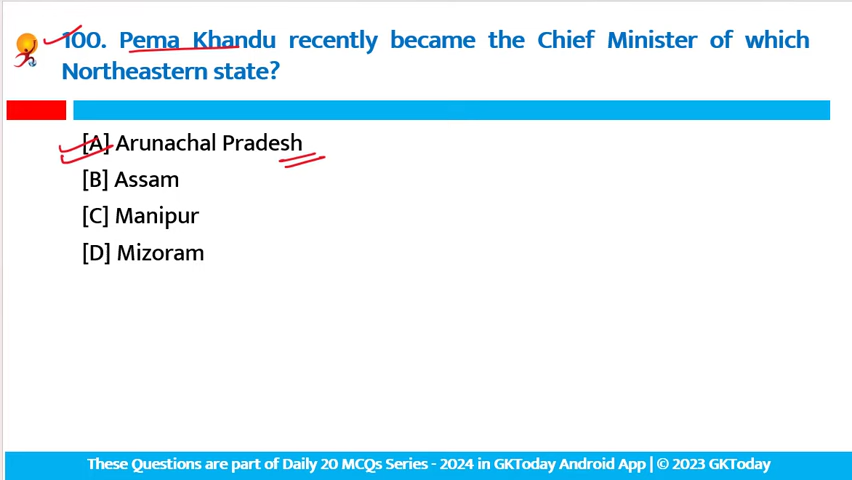 100. Pema Khandu recently became the Chief Minister of which
Northeastern state?
[A] Arunachal Pradesh
[B] Assam
[C] Manipur
[D] Mizoram
These Questions are part of Daily 20 MCQs Series - 2024 in GKToday Android App | © 2023 GKToday